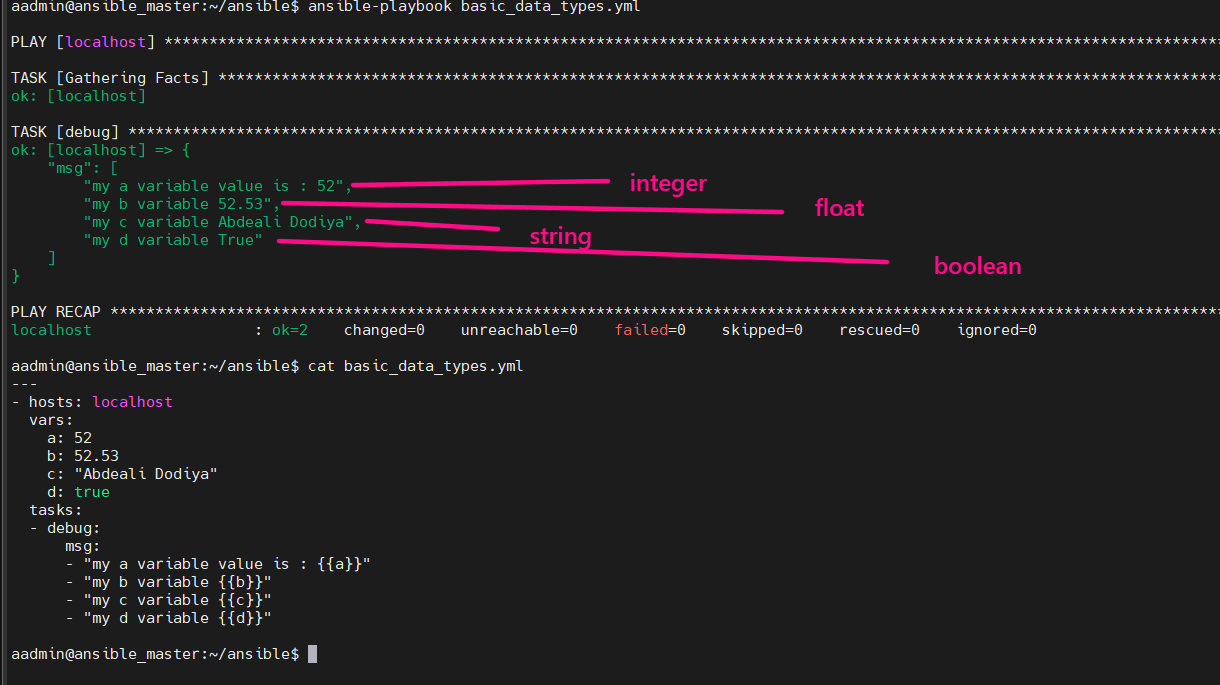 aadmin@ansible_master:~/ansible$ ansible-playbook basic_data_types.yml
PLAY [localhost] *********************************************************************************************************************
TASK [Gathering Facts] ***************************************************************************************************************
ok: [localhost]
TASK [debug] *************************************************************************************************************************
ok: [localhost] => {
    "msg": [
        "my a variable value is : 52", integer
        "my b variable 52.53", float
        "my c variable Abdeali Dodiya", string
        "my d variable True" boolean
    ]
}
PLAY RECAP ***************************************************************************************************************************
localhost                  : ok=2    changed=0    unreachable=0    failed=0    skipped=0    rescued=0    ignored=0
aadmin@ansible_master:~/ansible$ cat basic_data_types.yml
---
- hosts: localhost
  vars:
    a: 52
    b: 52.53
    c: "Abdeali Dodiya"
    d: true
  tasks:
  - debug:
      msg:
      - "my a variable value is : {{a}}"
      - "my b variable {{b}}"
      - "my c variable {{c}}"
      - "my d variable {{d}}"
aadmin@ansible_master:~/ansible$